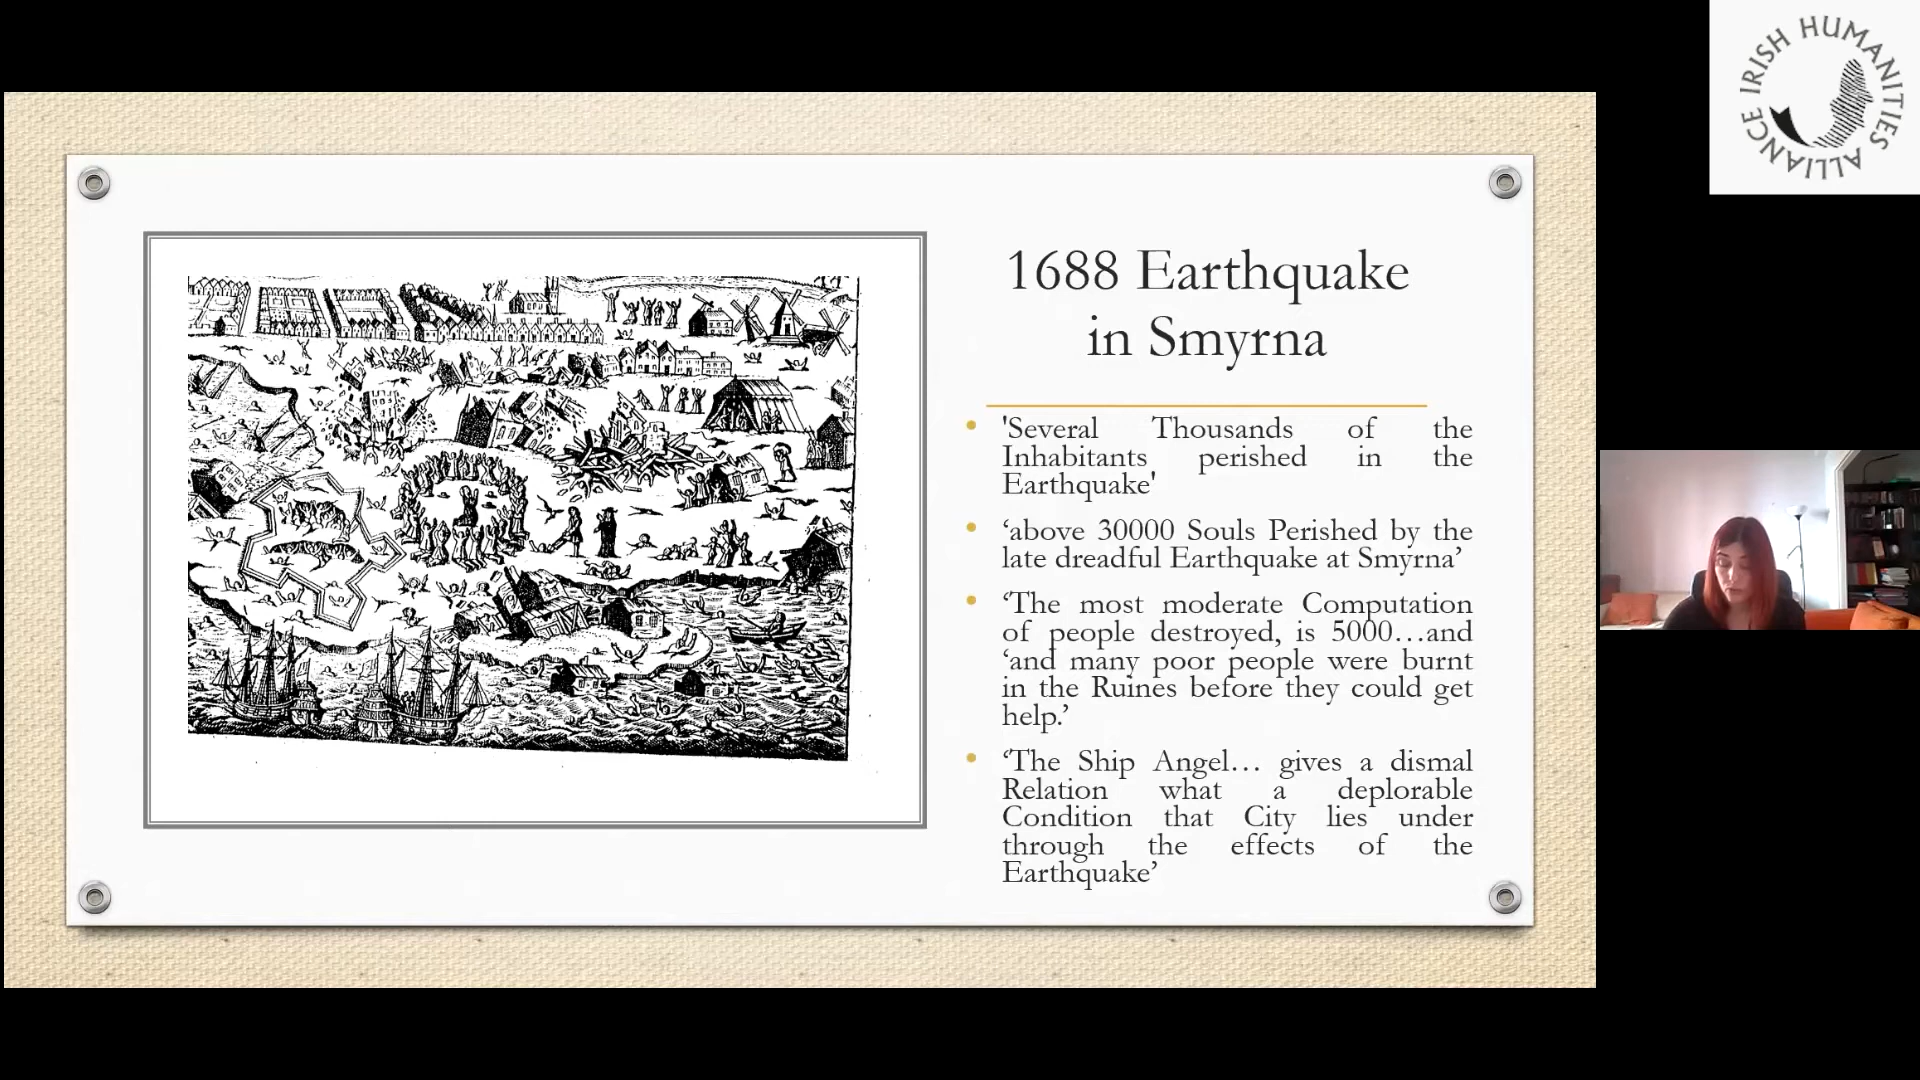 IRISH HUMANITIES ALLIANCE
1688 Earthquake
in Smyrna
'Several Thousands of the
Inhabitants perished in the
Earthquake'
‘above 30000 Souls Perished by the
late dreadful Earthquake at Smyrna’
‘The most moderate Computation
of people destroyed, is 5000…and
‘and many poor people were burnt
in the Ruines before they could get
help.’
‘The Ship Angel… gives a dismal
Relation what a deplorable
Condition that City lies under
through the effects of the
Earthquake’